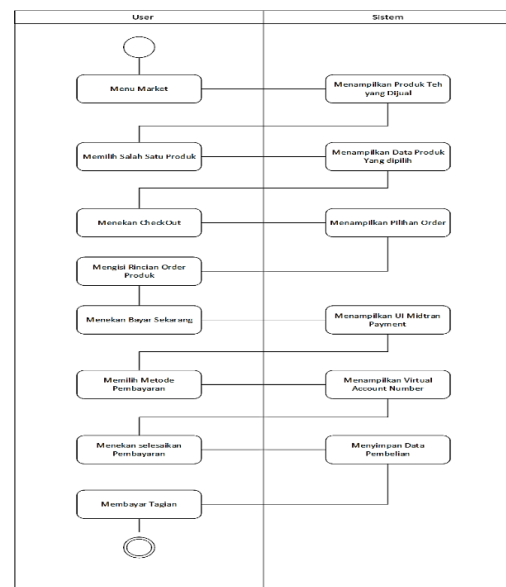 User
Sistem
Menu Market
Menampilkan Produk Teh
yang Dijual
Memilih Salah Satu Produk
Menampilkan Data Produk
Yang dipilih
Menekan CheckOut
Menampilkan Pilihan Order
Mengisi Rincian Order
Produk
Menekan Bayar Sekarang
Menampilkan UI Midtran
Payment
Memilih Metode
Pembayaran
Menampilkan Virtual
Account Number
Menekan selesaikan
Pembayaran
Menyimpan Data
Pembelian
Membayar Tagian